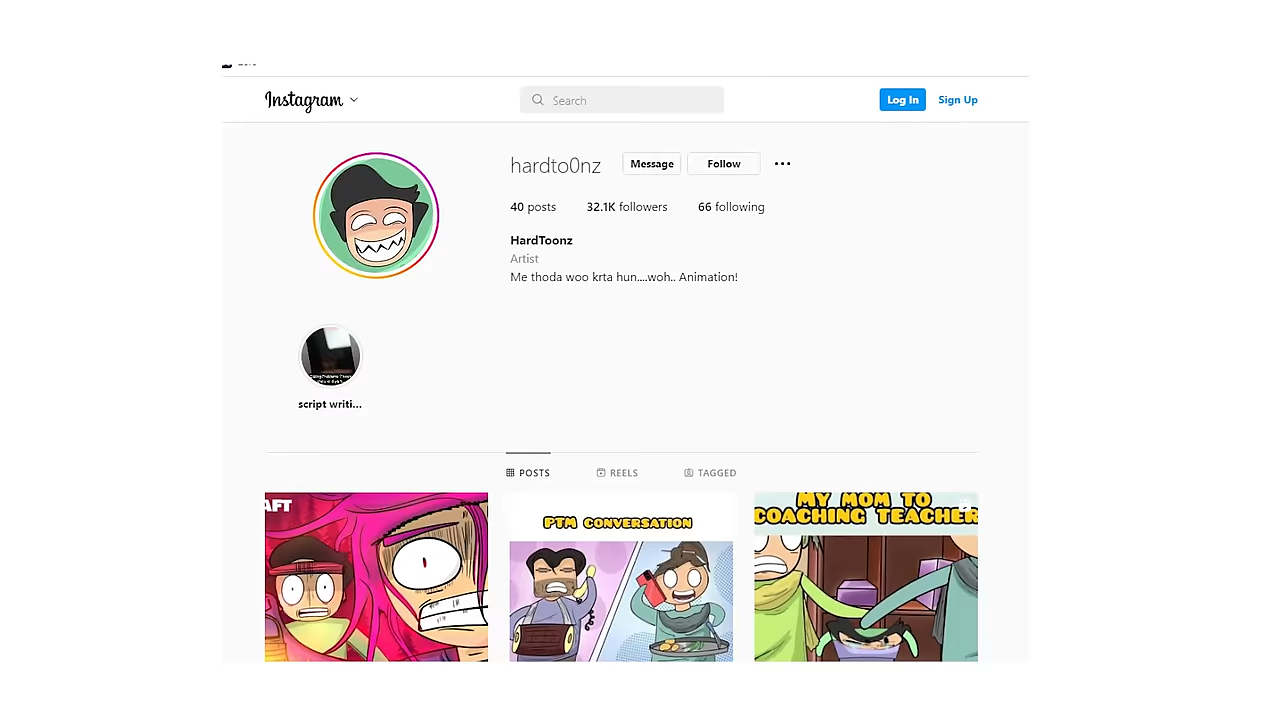 Instagram
Search
Log In
Sign Up
hardto0nz
Message
Follow
40 posts
32.1K followers
66 following
HardToonz
Artist
Me thoda woo krta hun....woh.. Animation!
script writi...
POSTS
REELS
TAGGED
AFT
PTM CONVERSATION
MY MOM TO
COACHING TEACHER